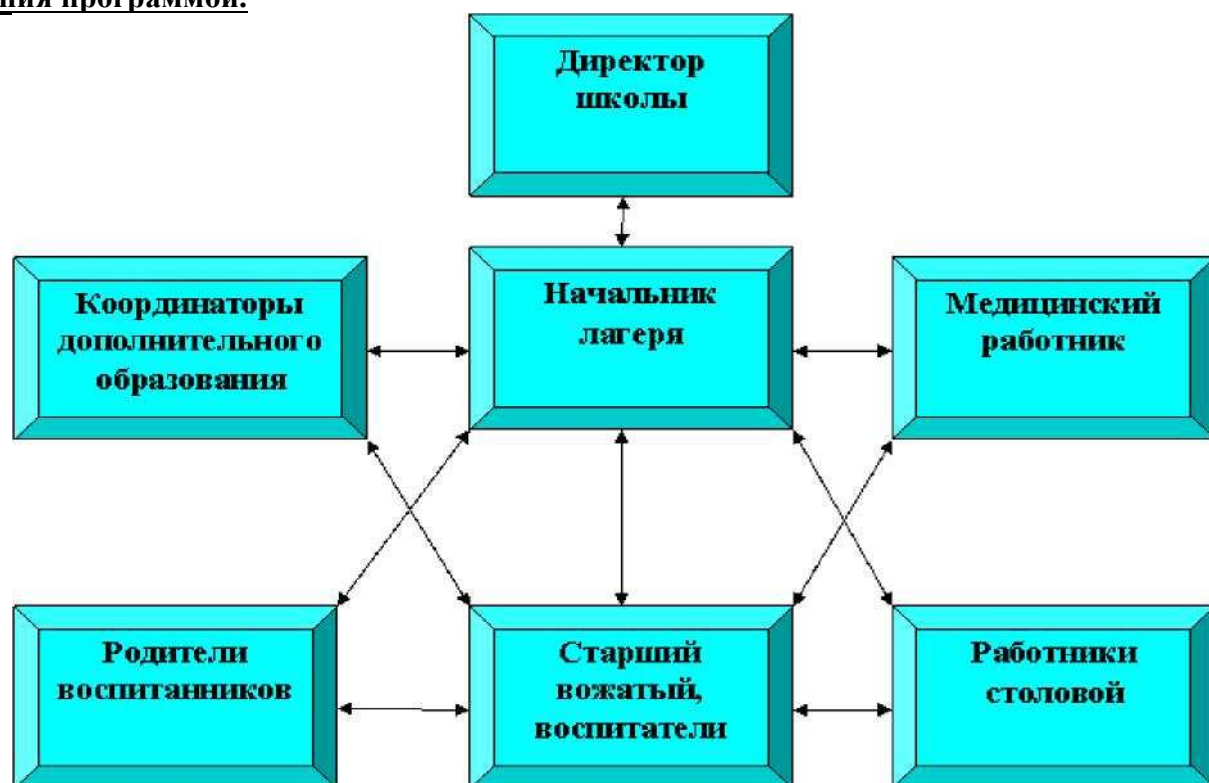 ния программой.
Директор
школы
Координаторы
дополнительного
образования
Начальник
лагеря
Медицинский
работник
Родители
воспитанников
Старший
вожатый,
воспитатели
Работники
столовой